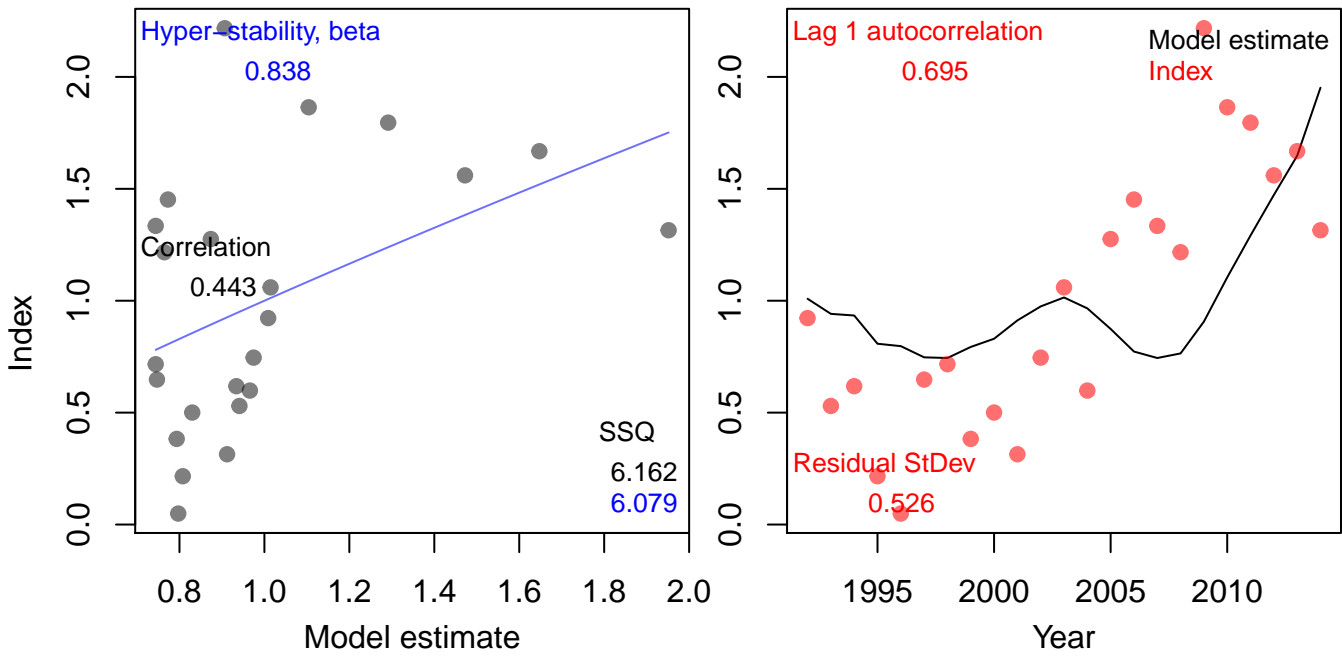 Hyper−stability, beta
0.838
Correlation
0.443
SSQ
6.162
6.079
Index
0.0
0.5
1.0
1.5
2.0
0.8 1.0 1.2 1.4 1.6 1.8 2.0
Model estimate
Lag 1 autocorrelation
0.695
Model estimate
Index
Residual StDev
0.526
0.0
0.5
1.0
1.5
2.0
1995 2000 2005 2010
Year